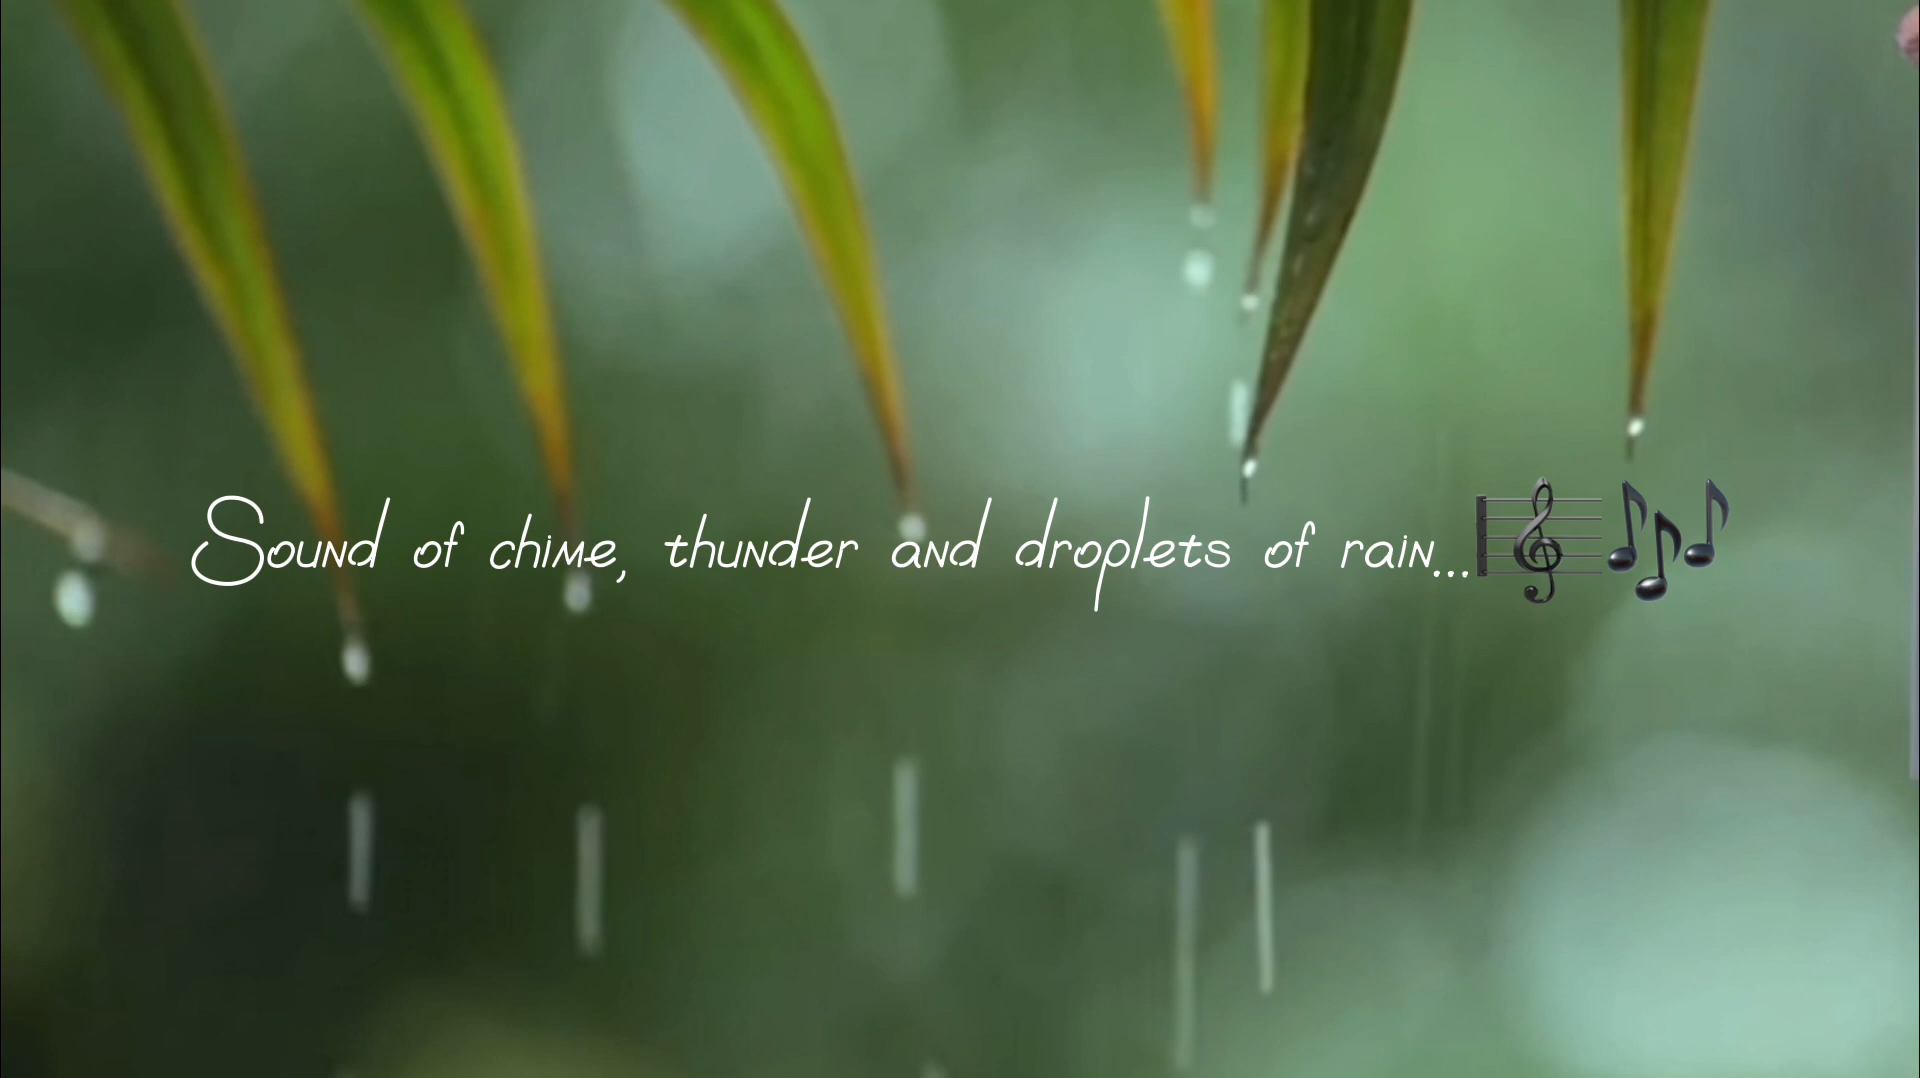 Sound of chime, thunder and droplets of rain...🎼🎶